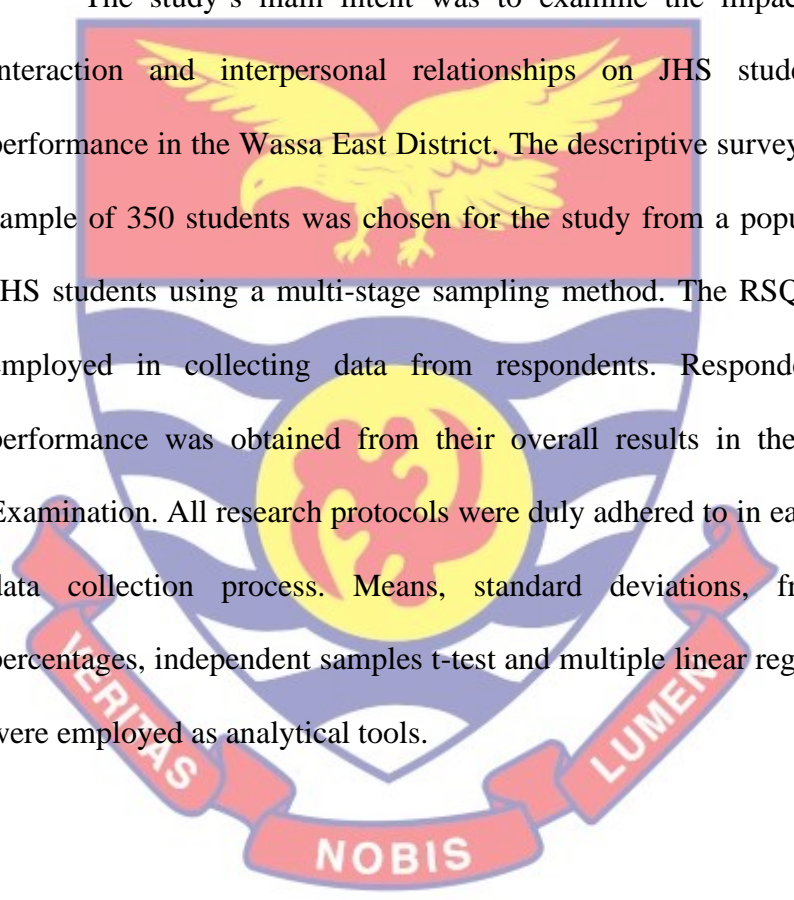 The study's main intent was to examine the impac
interaction and interpersonal relationships on JHS stude
performance in the Wassa East District. The descriptive survey
ample of 350 students was chosen for the study from a popu
HS students using a multi-stage sampling method. The RSQ
employed in collecting data from respondents. Responde
performance was obtained from their overall results in the
Examination. All research protocols were duly adhered to in ea
data collection process. Means, standard deviations, fr
percentages, independent samples t-test and multiple linear reg
were employed as analytical tools.
VERITAS
NOBIS
LUMEN